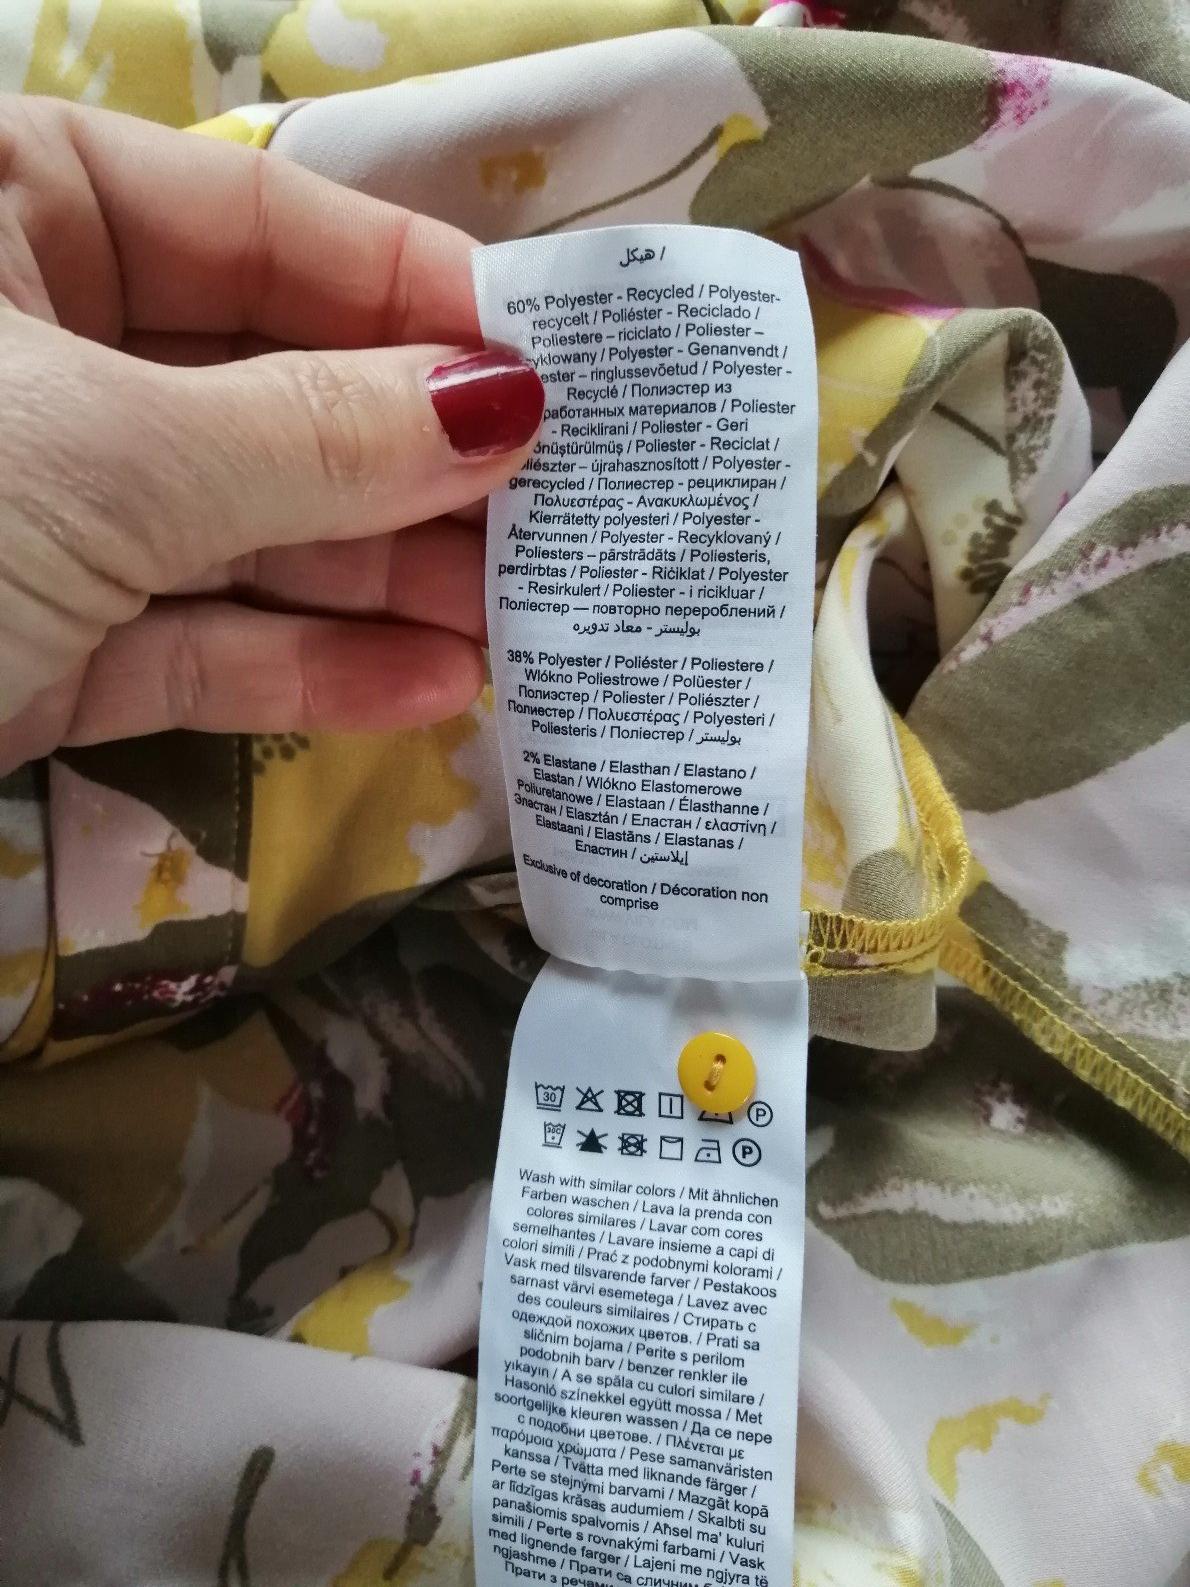 هيكل /
60% Polyester - Recycled / Polyester-
recycelt / Poliéster - Reciclado /
Poliestere – riciclato / Poliester –
yklowany / Polyester - Genanvendt /
ester – ringlussevõetud / Polyester -
Recyclé / Полиэстер из
работанных материалов / Poliester
- Reciklirani / Poliester - Geri
önüştürülmüş / Poliester - Reciclat /
liészter – újrahasznosított / Polyester -
gerecycled / Полиестер - рециклиран /
Πολυεστέρας - Ανακυκλωμένος /
Kierrätetty polyesteri / Polyester -
Återvunnen / Polyester - Recyklovaný /
Poliesters – pārstrādāts / Poliesteris,
perdirbtas / Poliester - Riċiklat / Polyester
- Resirkulert / Poliester - i ricikluar /
Поліестер — повторно перероблений /
بوليستر - معاد تدويره
38% Polyester / Poliéster / Poliestere /
Wlókno Poliestrowe / Polüester /
Полиэстер / Poliester / Poliészter /
Полиестер / Πολυεστέρας / Polyesteri /
Poliesteris / Поліестер / بوليستر
2% Elastane / Elasthan / Elastano /
Elastan / Wlókno Elastomerowe
Poliuretanowe / Elastaan / Élasthanne /
Эластан / Elasztán / Еластан / ελαστίνη /
Elastaani / Elastāns / Elastanas /
Еластин / إيلاستين
Exclusive of decoration / Décoration non
comprise
30 P
30C P
Wash with similar colors / Mit ähnlichen
Farben waschen / Lava la prenda con
colores similares / Lavar com cores
semelhantes / Lavare insieme a capi di
colori simili / Prać z podobnymi kolorami /
Vask med tilsvarende farver / Pestakoos
sarnast värvi esemetega / Lavez avec
des couleurs similaires / Стирать с
одеждой похожих цветов. / Prati sa
sličnim bojama / Perite s perilom
podobnih barv / benzer renkler ile
yıkayın / A se spăla cu culori similare /
Hasonló színekkel együtt mossa / Met
soortgelijke kleuren wassen / Да се пере
с подобни цветове. / Πλένεται με
παρόμοια χρώματα / Pese samanväristen
kanssa / Tvätta med liknande färger /
Perte se stejnými barvami / Mazgāt kopā
ar līdzīgas krāsas audumiem / Skalbti su
panašiomis spalvomis / Aħsel ma' kuluri
simili / Perte s rovnakými farbami / Vask
med lignende farger / Lajeni me ngjyra të
ngjashme / Прати са сличним
Прати з речами